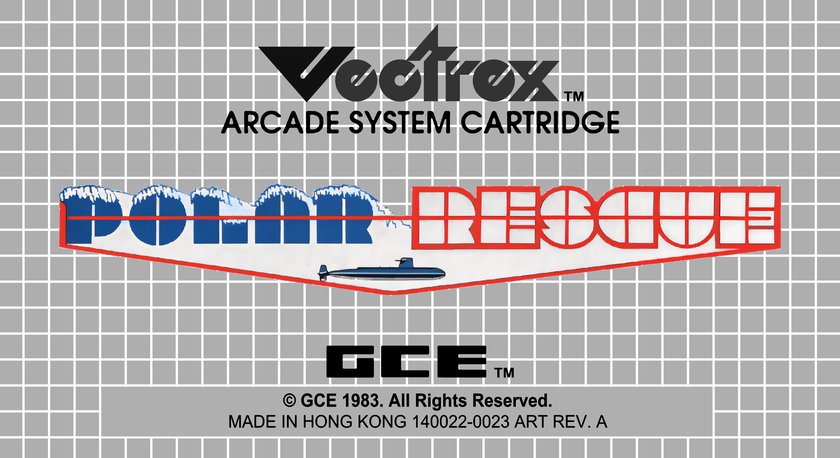 Vectrex™
ARCADE SYSTEM CARTRIDGE
POLAR RESCUE
GCE™
© GCE 1983. All Rights Reserved.
MADE IN HONG KONG 140022-0023 ART REV. A